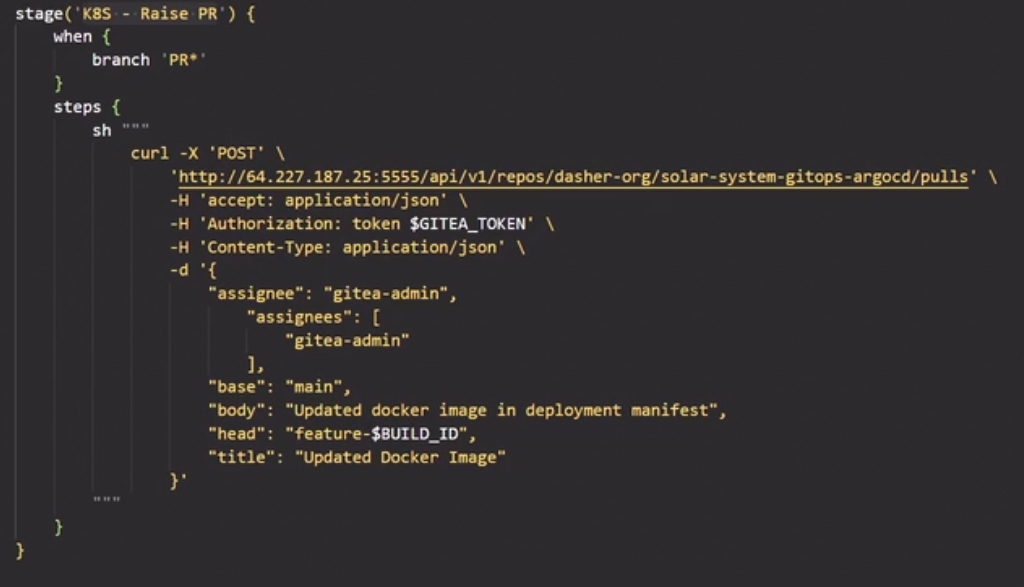 stage('K8S - Raise PR') {
    when {
        branch 'PR*'
    }
    steps {
        sh """
            curl -X 'POST' \
                'http://64.227.187.25:5555/api/v1/repos/dasher-org/solar-system-gitops-argocd/pulls' \
                -H 'accept: application/json' \
                -H 'Authorization: token $GITEA_TOKEN' \
                -H 'Content-Type: application/json' \
                -d '{
                    "assignee": "gitea-admin",
                        "assignees": [
                            "gitea-admin"
                        ],
                    "base": "main",
                    "body": "Updated docker image in deployment manifest",
                    "head": "feature-$BUILD_ID",
                    "title": "Updated Docker Image"
                }'
        """
    }
}